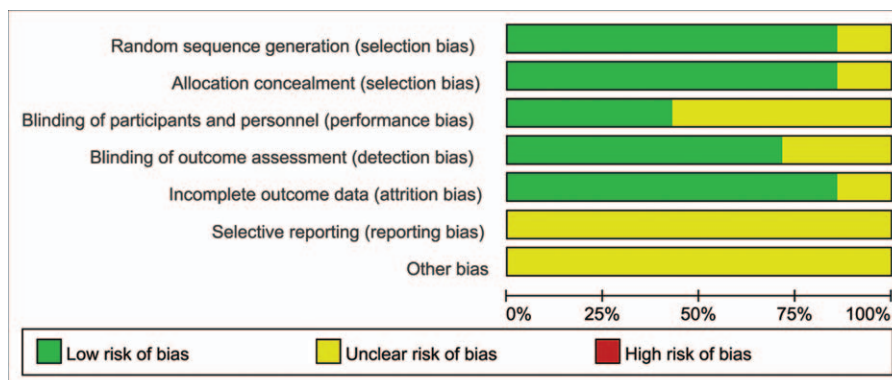 Random sequence generation (selection bias)
Allocation concealment (selection bias)
Blinding of participants and personnel (performance bias)
Blinding of outcome assessment (detection bias)
Incomplete outcome data (attrition bias)
Selective reporting (reporting bias)
Other bias
0% 25% 50% 75% 100%
Low risk of bias Unclear risk of bias High risk of bias